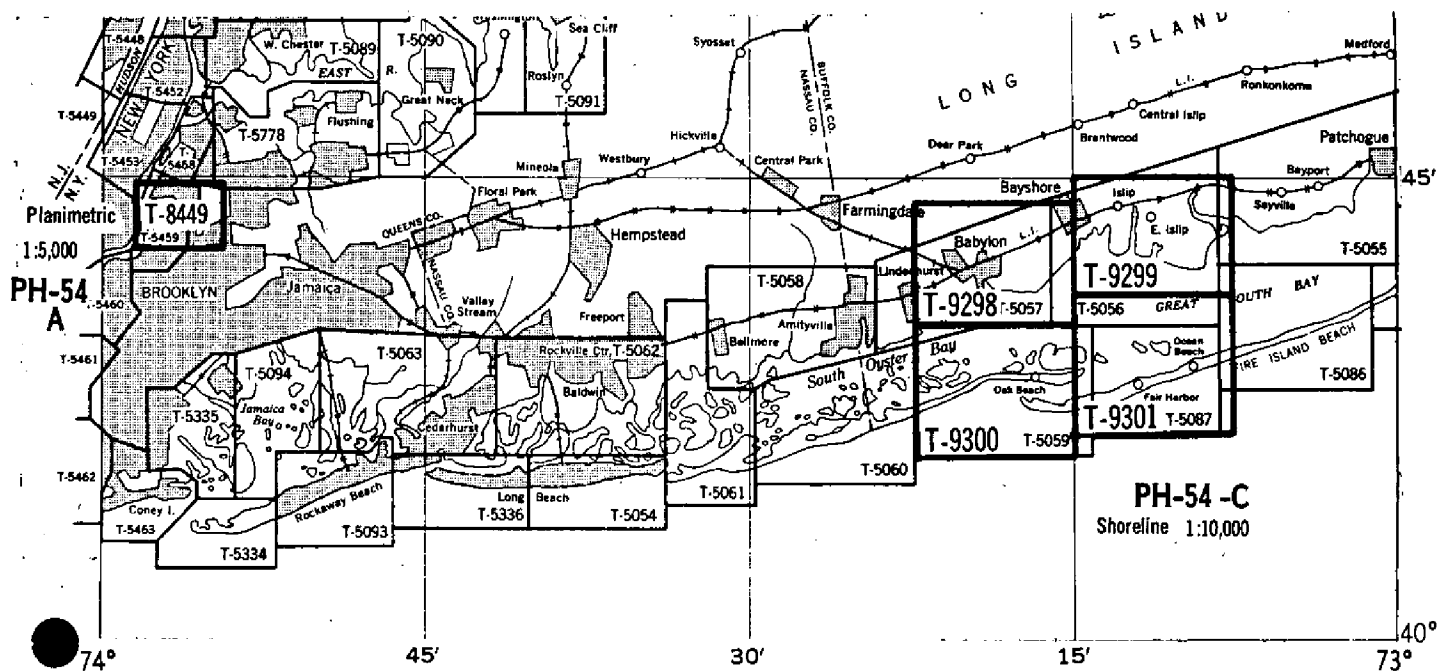 T-5448
HUDSON
NEW YORK
T-5452
T-5449
T-5453
T-5468
N.J.
N.Y.
W. Chester
T-5089
EAST R.
T-5090
Great Neck
Sea Cliff
Roslyn
T-5091
T-5778
Flushing
Syosset
Hickville
SUFFOLK CO.
NASSAU CO.
LONG ISLAND
L.I.
Medford
Ronkonkoma
Central Islip
Brentwood
Deer Park
Patchogue
Mineola
Westbury
Central Park
Floral Park
QUEENS CO.
NASSAU CO.
Hempstead
Farmingdale
Bayshore
Islip
E. Islip
Bayport
Sayville
45'
Planimetric
1:5,000
T-8449
T-5459
PH-54
A
T-5460
BROOKLYN
Jamaica
Valley Stream
Freeport
T-5058
Lindenhurst
Babylon
L.I.
T-9298
T-5057
T-9299
T-5056
T-5055
GREAT SOUTH BAY
T-5461
T-5094
T-5063
Rockville Ctr.
T-5062
Bellmore
Amityville
South Oyster Bay
Ocean Beach
FIRE ISLAND BEACH
T-5086
T-5335
Jamaica Bay
Baldwin
Cedarhurst
Oak Beach
Fair Harbor
T-9300
T-5059
T-9301
T-5087
T-5462
Coney I.
T-5463
T-5334
Rockaway Beach
T-5093
Long Beach
T-5336
T-5054
T-5061
T-5060
PH-54-C
Shoreline 1:10,000
74°
45'
30'
15'
73°
40°